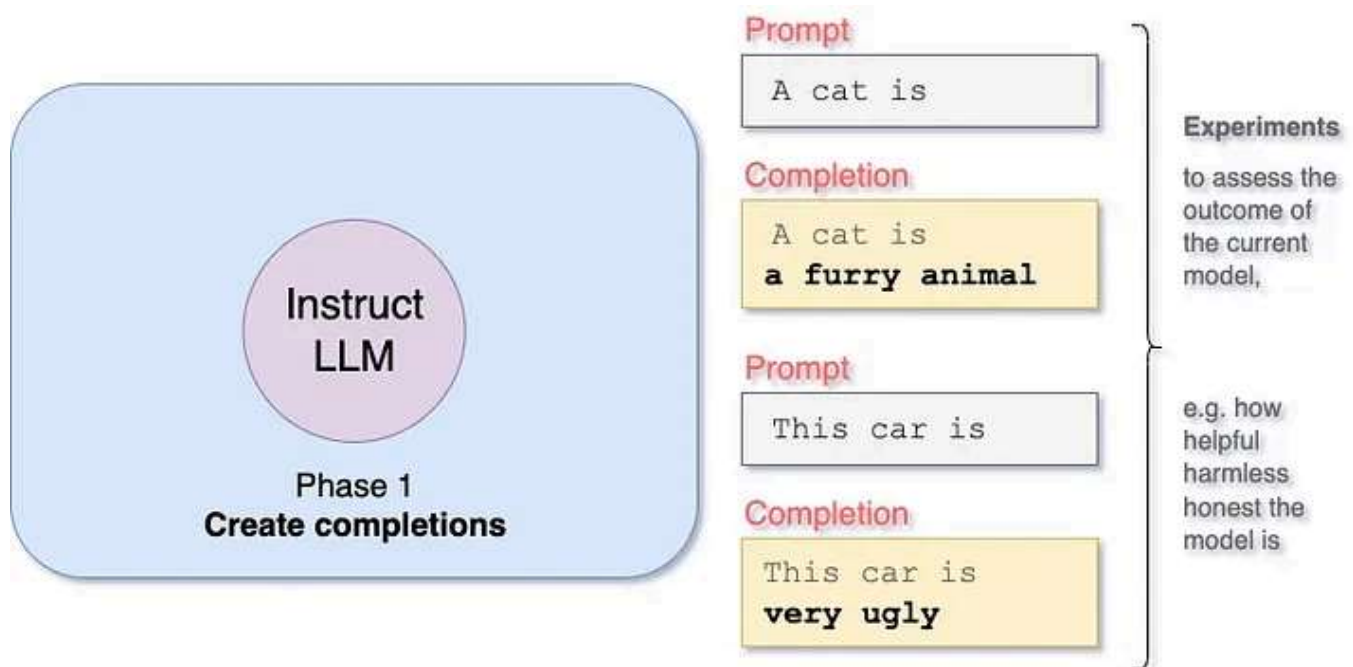 Instruct
LLM
Phase 1
Create completions
Prompt
A cat is
Completion
A cat is
a furry animal
Prompt
This car is
Completion
This car is
very ugly
Experiments
to assess the
outcome of
the current
model,
e.g. how
helpful
harmless
honest the
model is